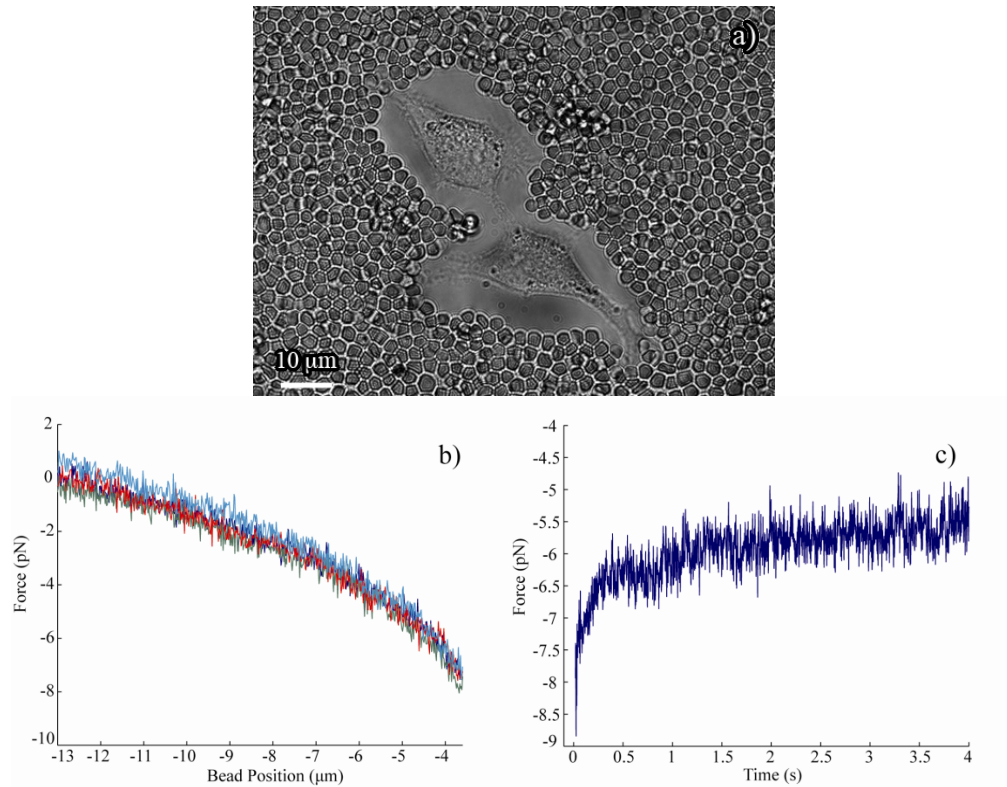 a)
10 μm
b)
2
0
-2
-4
-6
-8
-10
-13 -12 -11 -10 -9 -8 -7 -6 -5 -4
Force (pN)
Bead Position (μm)
c)
-4
-4.5
-5
-5.5
-6
-6.5
-7
-7.5
-8
-8.5
-9
0 0.5 1 1.5 2 2.5 3 3.5 4
Force (pN)
Time (s)